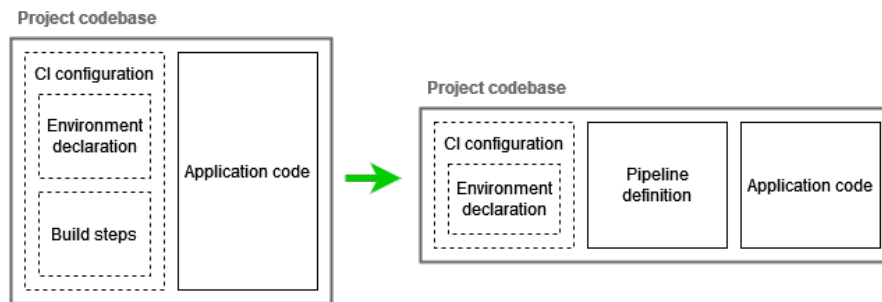 Project codebase
CI configuration
Environment
declaration
Build steps
Application code
Project codebase
CI configuration
Environment
declaration
Pipeline
definition
Application code